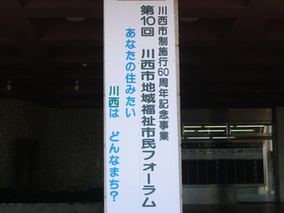 川西市制施行60周年記念事業
第10回 川西市地域福祉市民フォーラム
あなたの住みたい
川西は どんなまち？